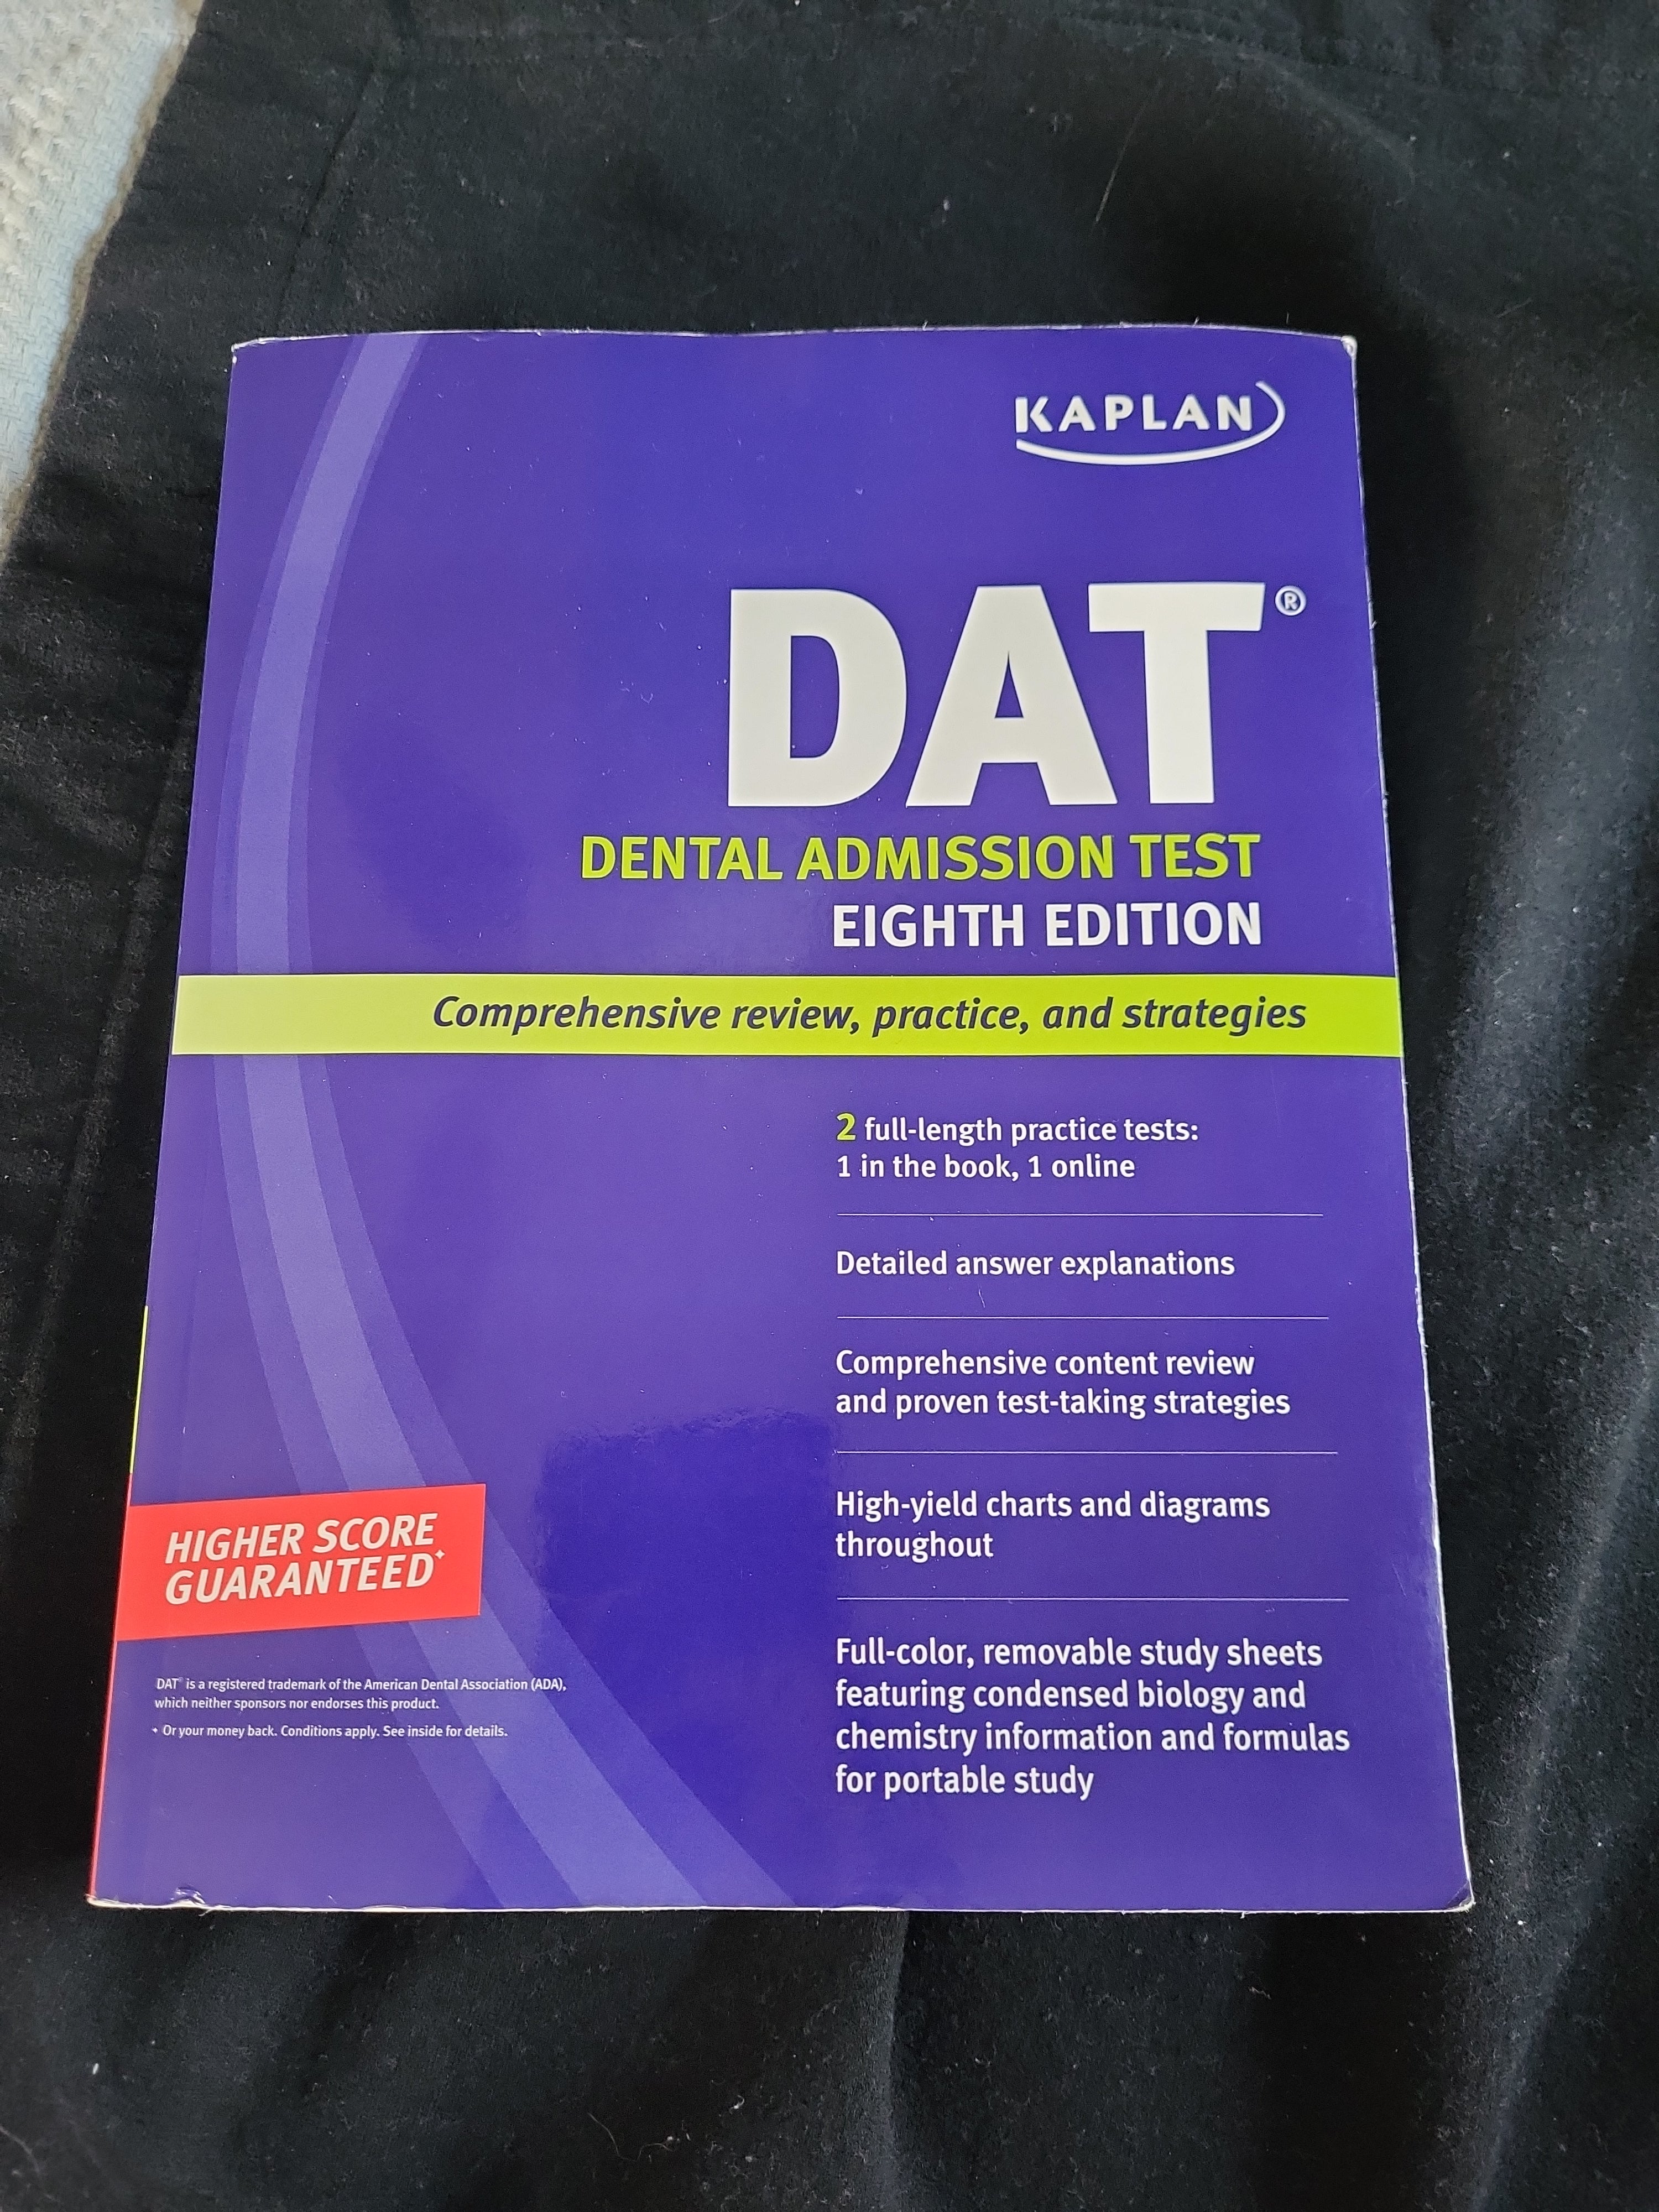 KAPLAN
DAT®
DENTAL ADMISSION TEST
EIGHTH EDITION
Comprehensive review, practice, and strategies
2 full-length practice tests:
1 in the book, 1 online
Detailed answer explanations
Comprehensive content review
and proven test-taking strategies
High-yield charts and diagrams
throughout
Full-color, removable study sheets
featuring condensed biology and
chemistry information and formulas
for portable study
HIGHER SCORE
GUARANTEED✦
DAT® is a registered trademark of the American Dental Association (ADA),
which neither sponsors nor endorses this product.
✦ Or your money back. Conditions apply. See inside for details.